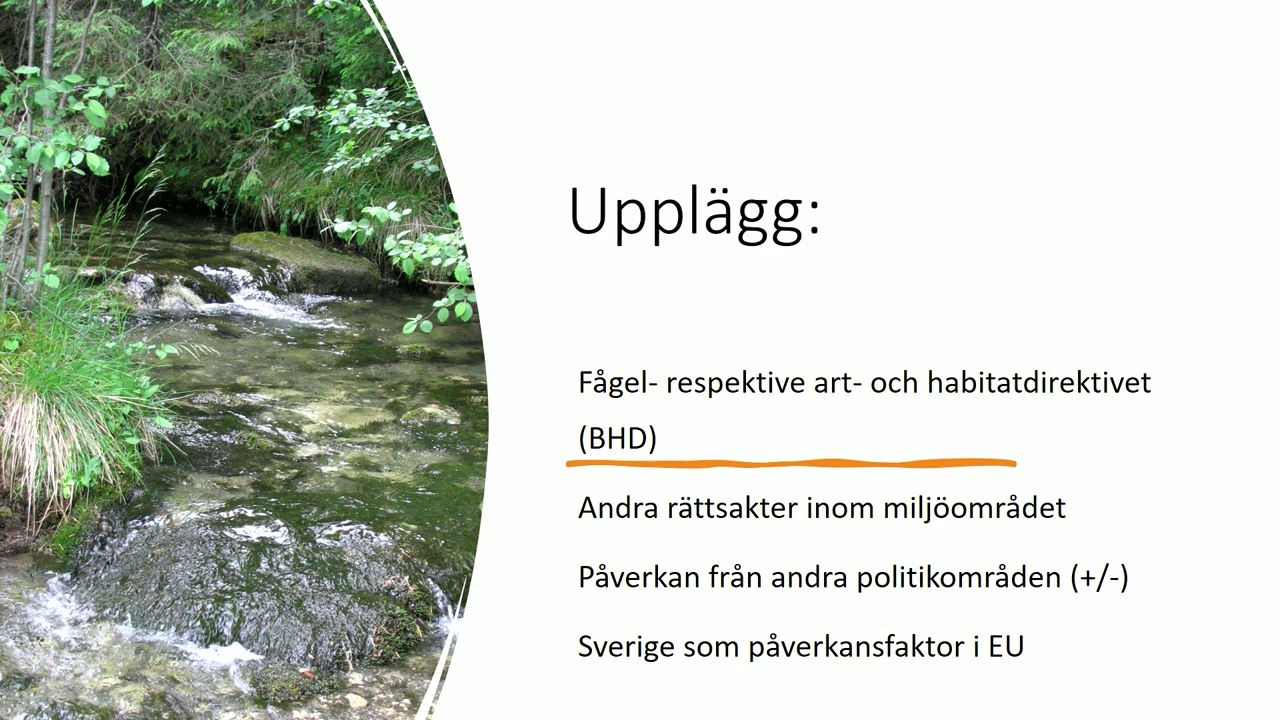 Upplägg:
Fågel- respektive art- och habitatdirektivet
(BHD)
Andra rättsakter inom miljöområdet
Påverkan från andra politikområden (+/-)
Sverige som påverkansfaktor i EU